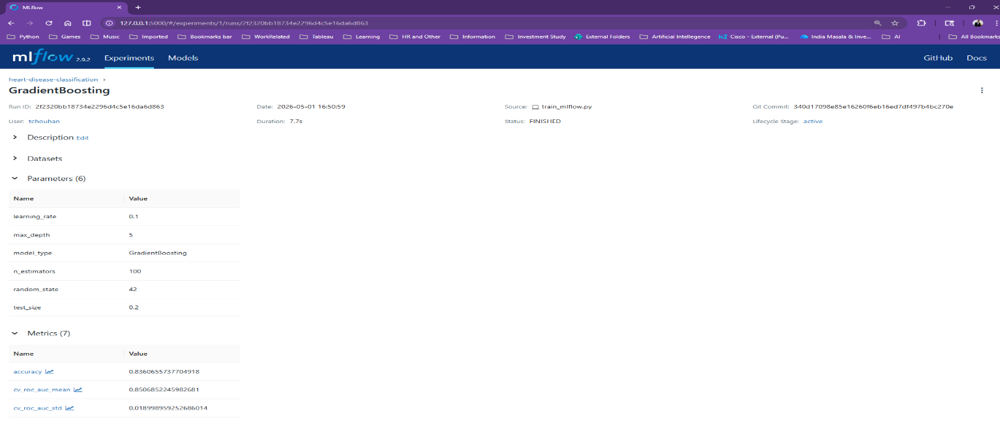 MLflow
127.0.0.1:5000/#/experiments/1/runs/2f2320bb18734e2296d4c5e16da6d863
Python Games Music Imported Bookmarks bar WorkRelated Tableau Learning HR and Other Information Investment Study External Folders Artificial Intellegence HZ Cisco - External (Pu... India Masala & Inve... AI All Bookmarks
mlflow 2.9.2 Experiments Models GitHub Docs
heart-disease-classification >
GradientBoosting
Run ID: 2f2320bb18734e2296d4c5e16da6d863 Date: 2026-05-01 16:50:59 Source: train_mlflow.py Git Commit: 340d17098e85e16260f6eb16ed7df497b4bc270e
User: tchouhan Duration: 7.7s Status: FINISHED Lifecycle Stage: active
Description Edit
Datasets
Parameters (6)
Name Value
learning_rate 0.1
max_depth 5
model_type GradientBoosting
n_estimators 100
random_state 42
test_size 0.2
Metrics (7)
Name Value
accuracy 0.8360655737704918
cv_roc_auc_mean 0.8506852245982681
cv_roc_auc_std 0.018998959252686014